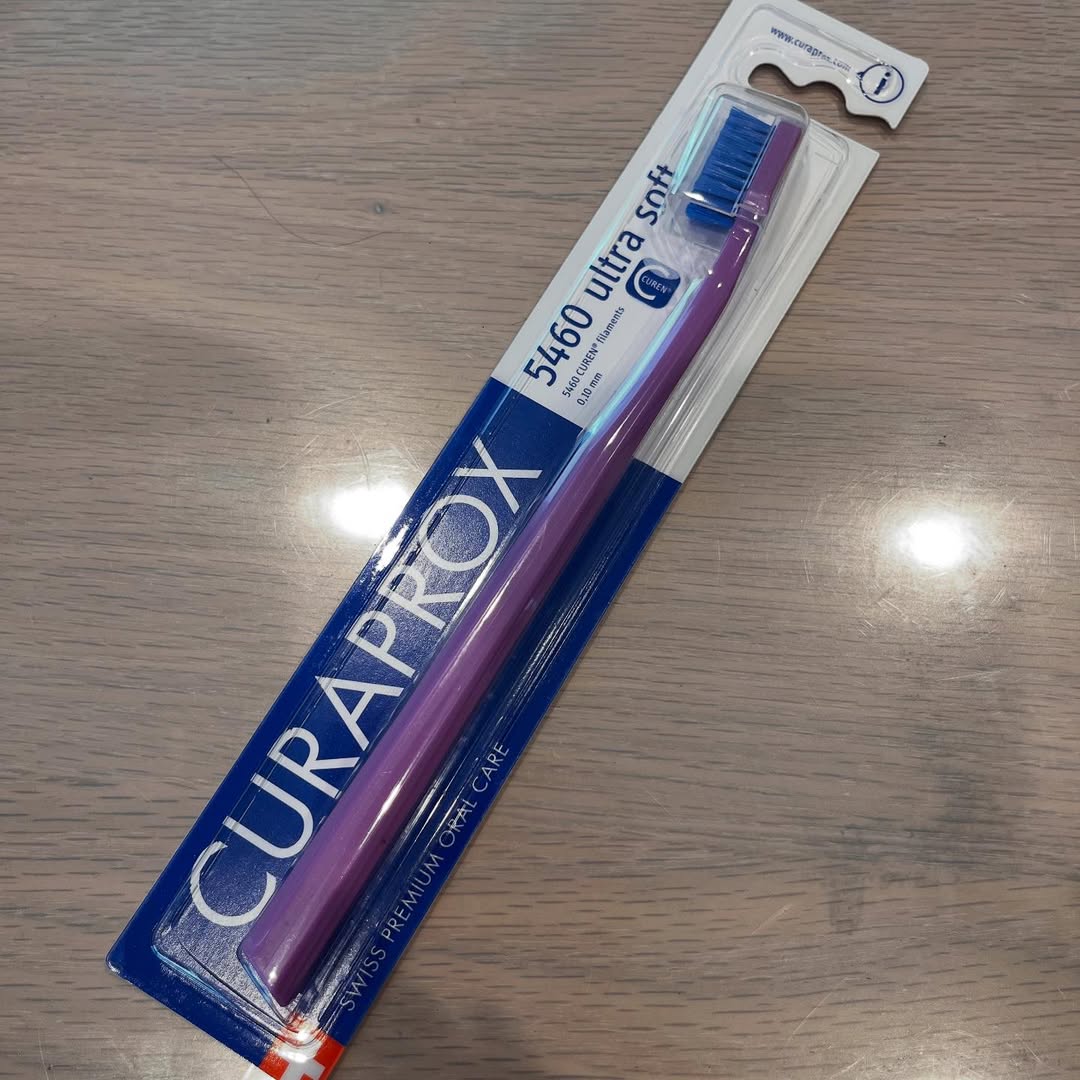 www.curaprox.com
5460 ultra soft
CUREN®
5460 CUREN® filaments
0,10 mm
CURAPROX
SWISS PREMIUM ORAL CARE